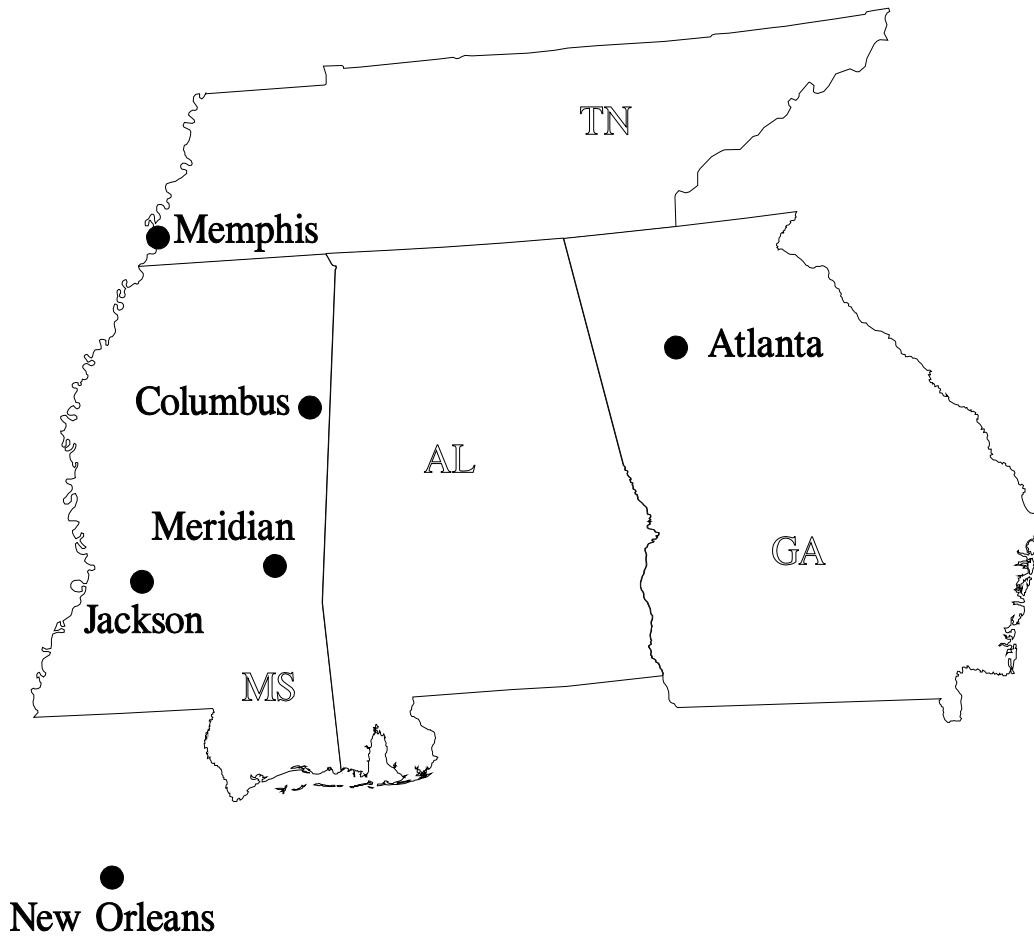 TN
Memphis
Atlanta
Columbus
AL
Meridian
GA
Jackson
MS
New Orleans